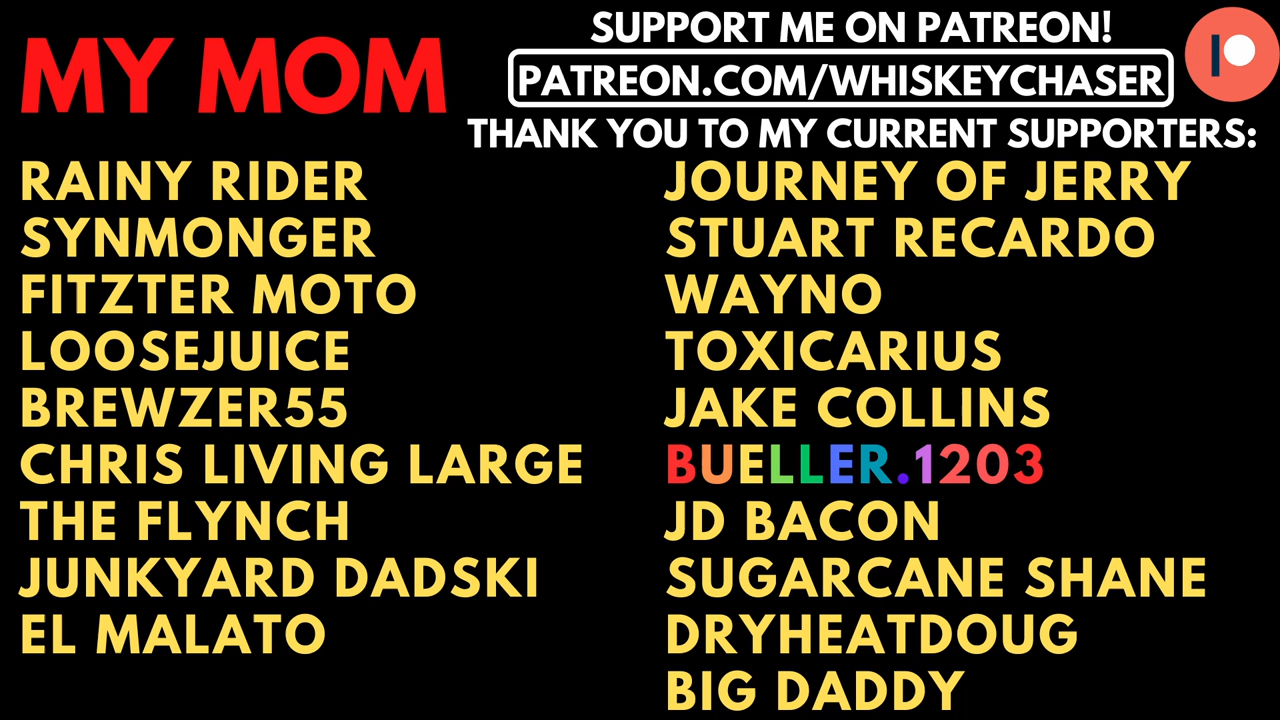 MY MOM
SUPPORT ME ON PATREON!
PATREON.COM/WHISKEYCHASER
THANK YOU TO MY CURRENT SUPPORTERS:
RAINY RIDER
SYNMONGER
FITZTER MOTO
LOOSEJUICE
BREWZER55
CHRIS LIVING LARGE
THE FLYNCH
JUNKYARD DADSKI
EL MALATO
JOURNEY OF JERRY
STUART RECARDO
WAYNO
TOXICARIUS
JAKE COLLINS
BUELLER.1203
JD BACON
SUGARCANE SHANE
DRYHEATDOUG
BIG DADDY